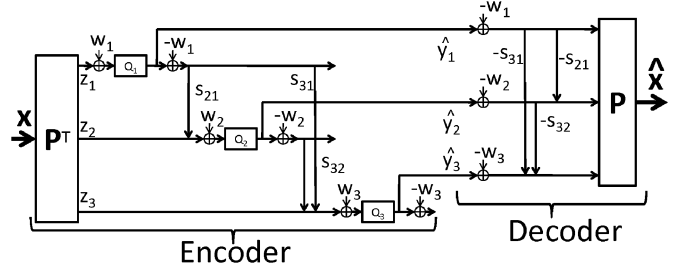 w₁ -w₁ -w₁
Q₁
z₁
ŷ₁
-s₃₁ -s₂₁
s₂₁ s₃₁
x̂
x
Pᵀ
z₂
w₂ -w₂ -w₂
Q₂
ŷ₂
P
-s₃₂
s₃₂
z₃
w₃ -w₃
Q₃
ŷ₃
-w₃
Encoder
Decoder